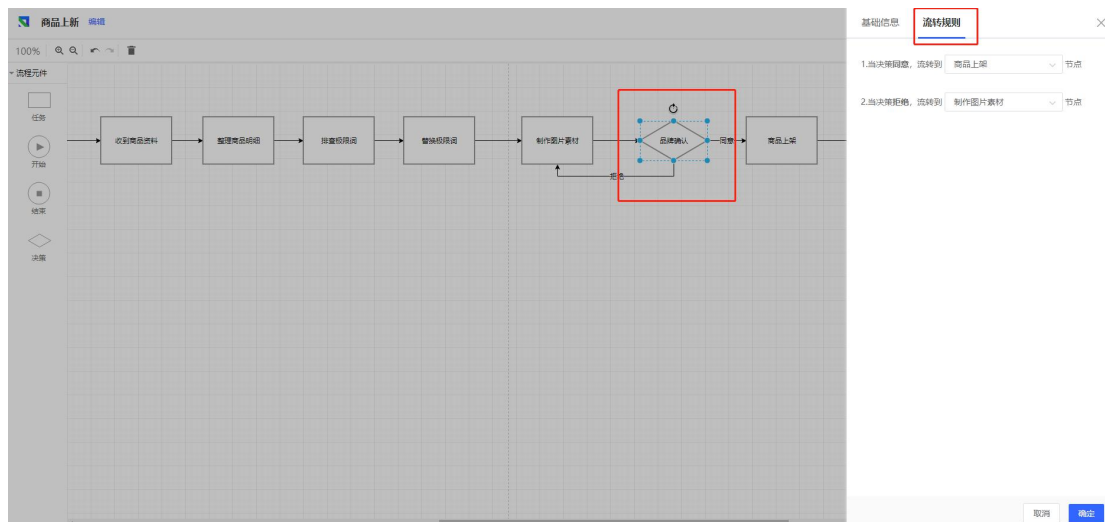 商品上新 编辑
基础信息 流转规则
100%
流程元件
1.当决策同意，流转到 商品上架 节点
任务
2.当决策拒绝，流转到 制作图片素材 节点
收到商品资料 整理商品明细 排查极限词 替换极限词 制作图片素材 品牌确认 同意 商品上架
开始
拒绝
结束
决策
取消 确定